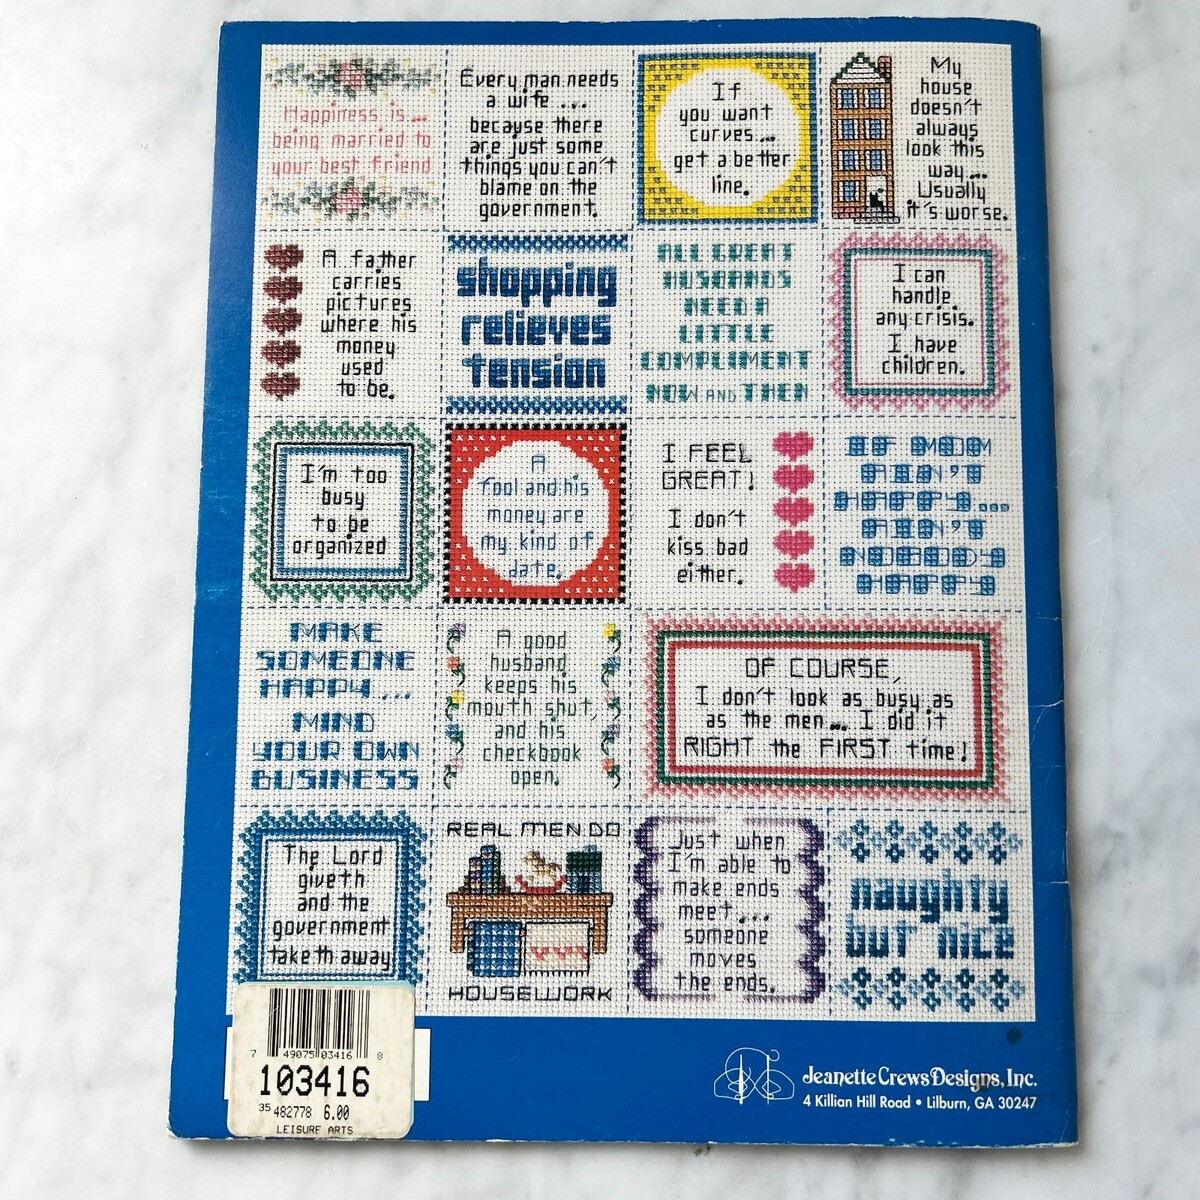 Happiness is...
being married to
your best friend
Every man needs
a wife ...
because there
are just some
things you can't
blame on the
government.
If
you want
curves...
get a better
line.
My
house
doesn't
always
look this
way...
Usually
it's worse.
A father
carries
pictures
where his
money
used
to be.
shopping
relieves
tension
ALL GREAT
HUSBANDS
NEED A
LITTLE
COMPLIMENT
NOW AND THEN
I can
handle
any crisis.
I have
children.
I'm too
busy
to be
organized
A
fool and his
money are
my kind of
date.
I FEEL
GREAT!
I don't
kiss bad
either.
IF MOM
AIN'T
HAPPY...
AIN'T
NOBODY
HAPPY
MAKE
SOMEONE
HAPPY...
MIND
YOUR OWN
BUSINESS
A good
husband
keeps his
mouth shut,
and his
checkbook
open.
OF COURSE,
I don't look as busy as
as the men... I did it
RIGHT the FIRST time!
The Lord
giveth
and the
government
taketh away
REAL MEN DO
HOUSEWORK
Just when
I'm able to
make ends
meet...
someone
moves
the ends.
naughty
but nice
7 49075 03416 8
103416
35 482778 6.00
LEISURE ARTS
Jeanette Crews Designs, Inc.
4 Killian Hill Road • Lilburn, GA 30247